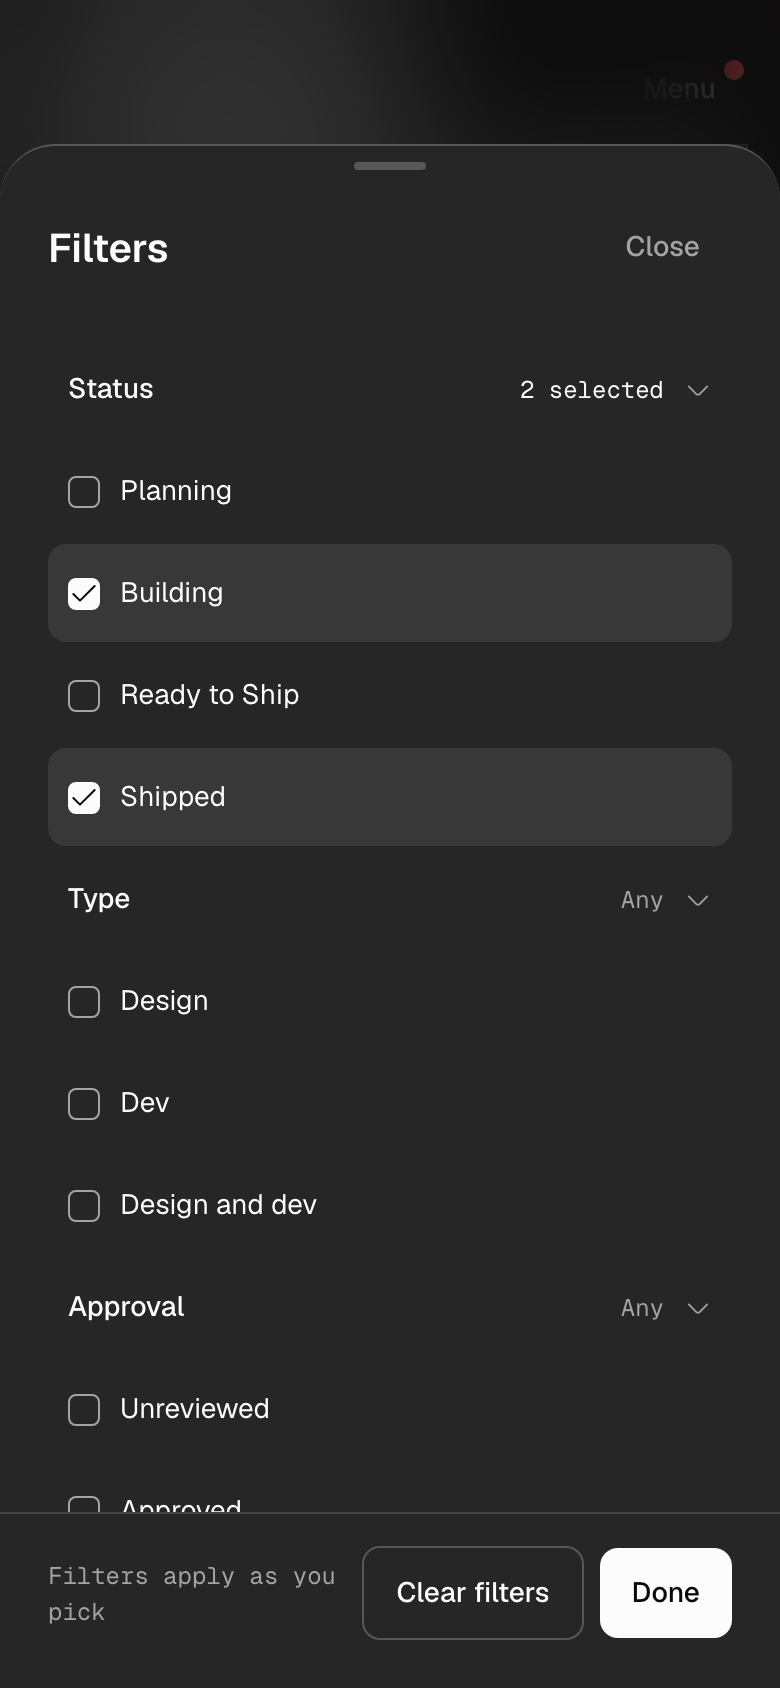 Menu
Filters
Close
Status
2 selected
Planning
Building
Ready to Ship
Shipped
Type
Any
Design
Dev
Design and dev
Approval
Any
Unreviewed
Approved
Filters apply as you
pick
Clear filters
Done